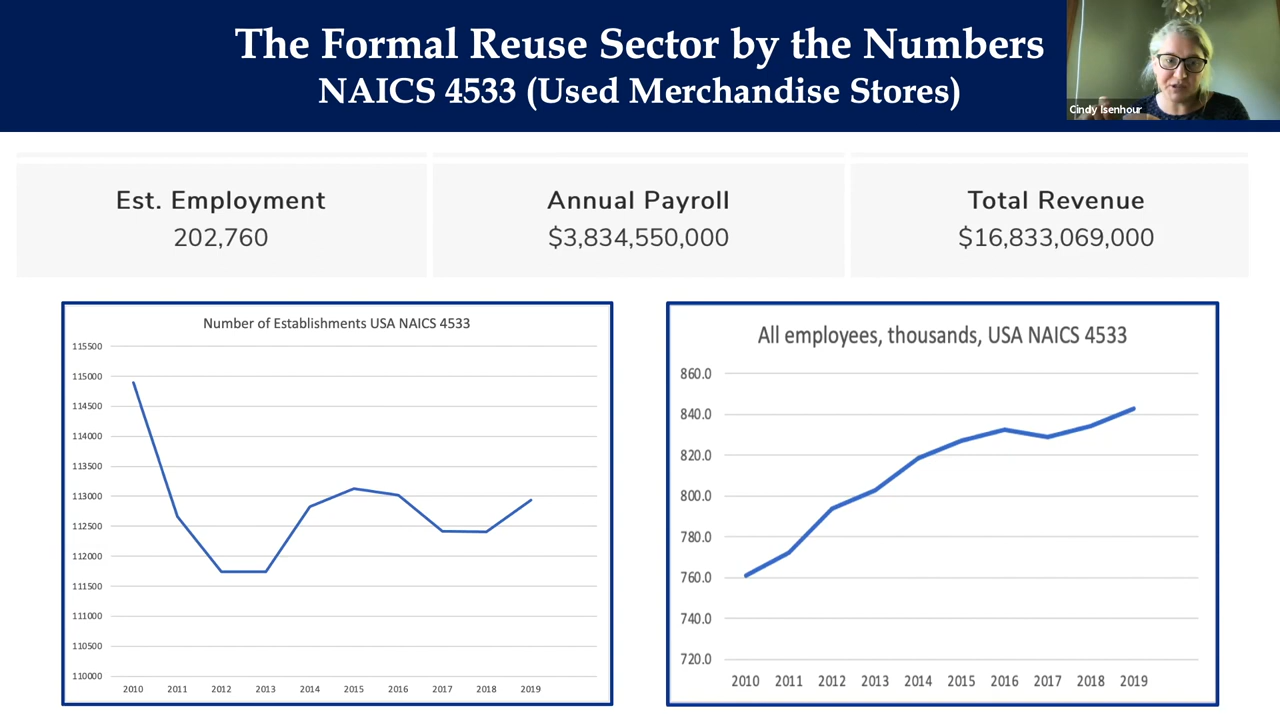 The Formal Reuse Sector by the Numbers
NAICS 4533 (Used Merchandise Stores)
Cindy Isenhour
Est. Employment
202,760
Annual Payroll
$3,834,550,000
Total Revenue
$16,833,069,000
Number of Establishments USA NAICS 4533
115500
115000
114500
114000
113500
113000
112500
112000
111500
111000
110500
110000
2010 2011 2012 2013 2014 2015 2016 2017 2018 2019
All employees, thousands, USA NAICS 4533
860.0
840.0
820.0
800.0
780.0
760.0
740.0
720.0
2010 2011 2012 2013 2014 2015 2016 2017 2018 2019